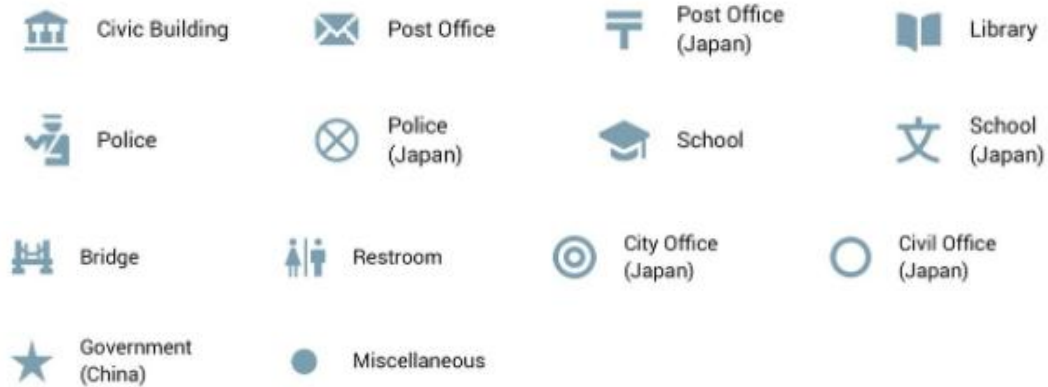 Civic Building
Post Office
Post Office
(Japan)
Library
Police
Police
(Japan)
School
文
School
(Japan)
Bridge
Restroom
City Office
(Japan)
Civil Office
(Japan)
Government
(China)
Miscellaneous